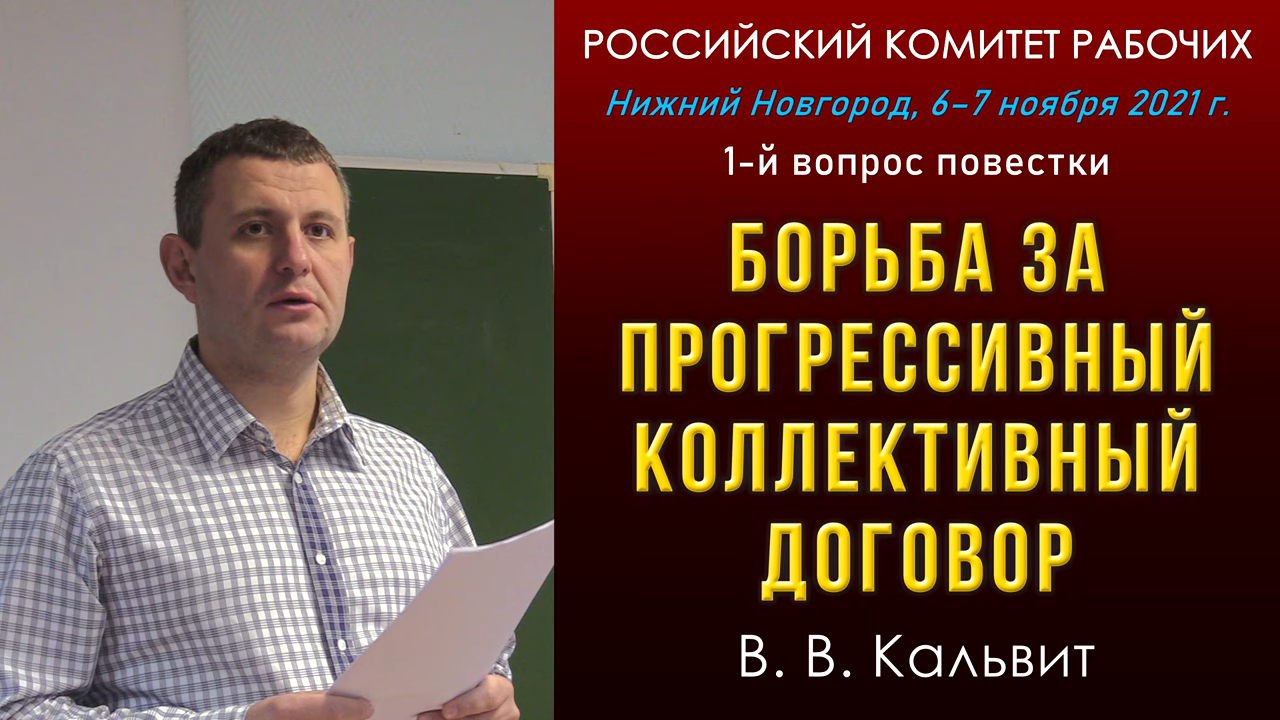 РОССИЙСКИЙ КОМИТЕТ РАБОЧИХ
Нижний Новгород, 6–7 ноября 2021 г.
1-й вопрос повестки
БОРЬБА ЗА
ПРОГРЕССИВНЫЙ
КОЛЛЕКТИВНЫЙ
ДОГОВОР
В. В. Кальвит